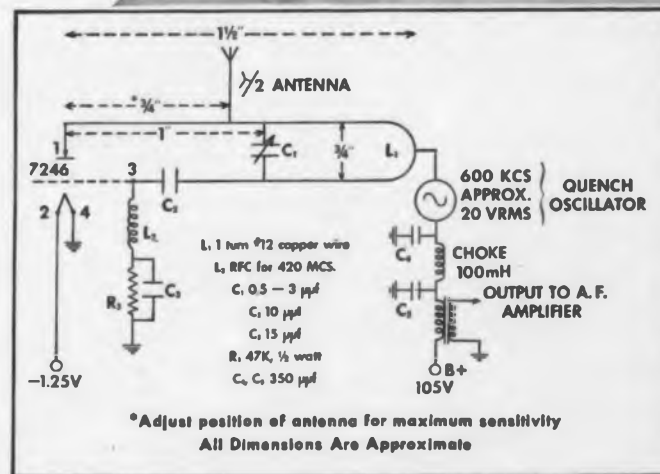 1½"
λ/2 ANTENNA
*¾"
1"
1
7246
3
C₁
¾"
L₁
2
4
C₂
600 KCS
APPROX.
20 VRMS
QUENCH
OSCILLATOR
L₂
C₄
CHOKE
100mH
L₁ 1 turn #12 copper wire
L₂ RFC for 420 MCS.
C₁ 0.5 — 3 μμf
C₂ 10 μμf
C₃ 15 μμf
R₁ 47K, ½ watt
C₄, C₅ 350 μμf
R₁
C₃
C₅
OUTPUT TO A. F.
AMPLIFIER
-1.25V
B+
105V
*Adjust position of antenna for maximum sensitivity
All Dimensions Are Approximate